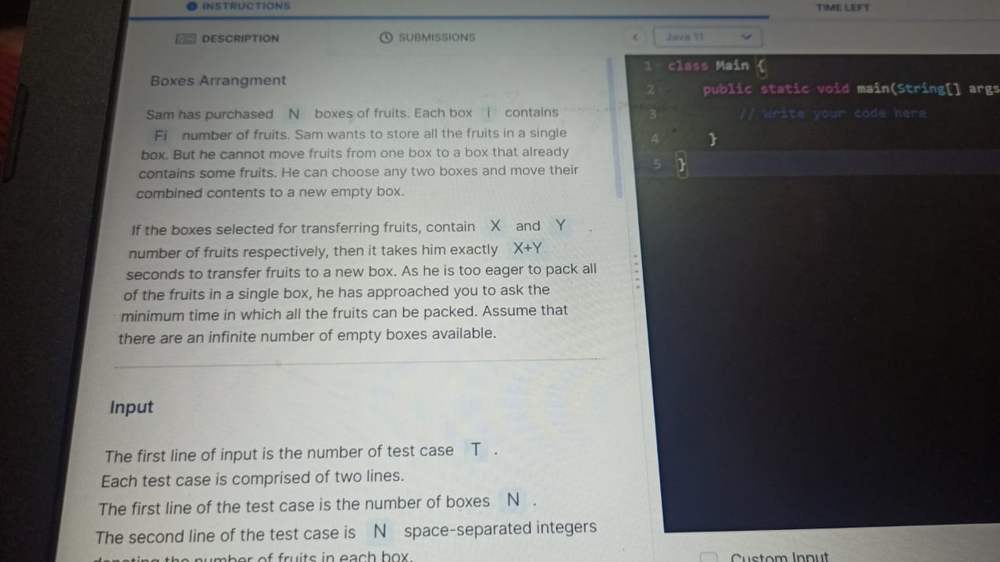 INSTRUCTIONS
TIME LEFT
DESCRIPTION
SUBMISSIONS
Java 11
Boxes Arrangment
Sam has purchased N boxes of fruits. Each box i contains
Fi number of fruits. Sam wants to store all the fruits in a single
box. But he cannot move fruits from one box to a box that already
contains some fruits. He can choose any two boxes and move their
combined contents to a new empty box.
If the boxes selected for transferring fruits, contain X and Y
number of fruits respectively, then it takes him exactly X+Y
seconds to transfer fruits to a new box. As he is too eager to pack all
of the fruits in a single box, he has approached you to ask the
minimum time in which all the fruits can be packed. Assume that
there are an infinite number of empty boxes available.
Input
The first line of input is the number of test case T .
Each test case is comprised of two lines.
The first line of the test case is the number of boxes N .
The second line of the test case is N space-separated integers
denoting the number of fruits in each box.
1 class Main {
2 public static void main(String[] args
3 // Write your code here
4 }
5 }
Custom Input